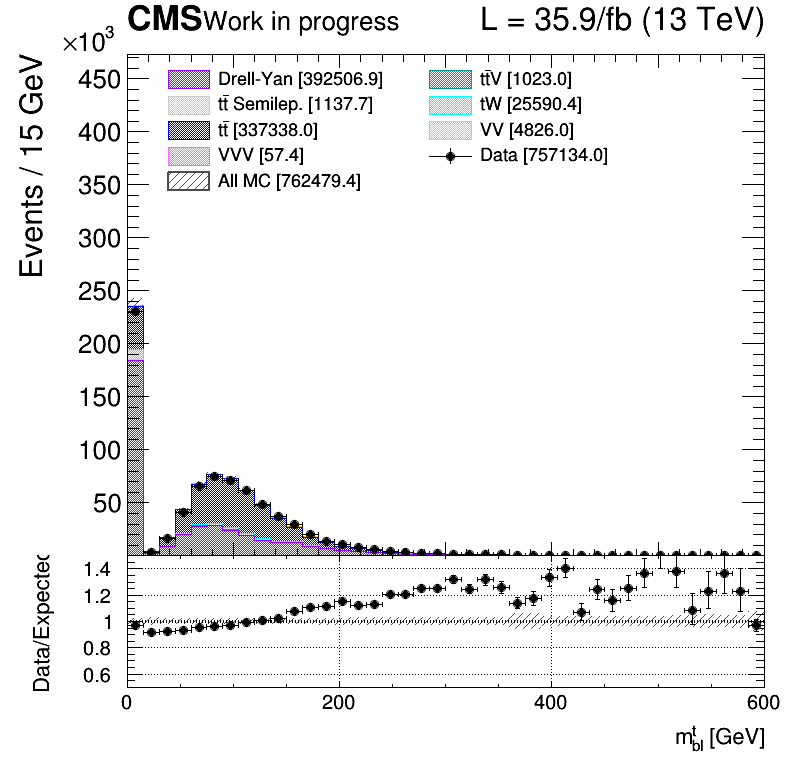 CMS Work in progress L = 35.9/fb (13 TeV)
×10³
Events / 15 GeV
450
400
350
300
250
200
150
100
50
Drell-Yan [392506.9]
tt̄ Semilep. [1137.7]
tt̄ [337338.0]
VVV [57.4]
All MC [762479.4]
tt̄V [1023.0]
tW [25590.4]
VV [4826.0]
Data [757134.0]
Data/Expected
1.4
1.2
1
0.8
0.6
0 200 400 600
m^t_bl [GeV]